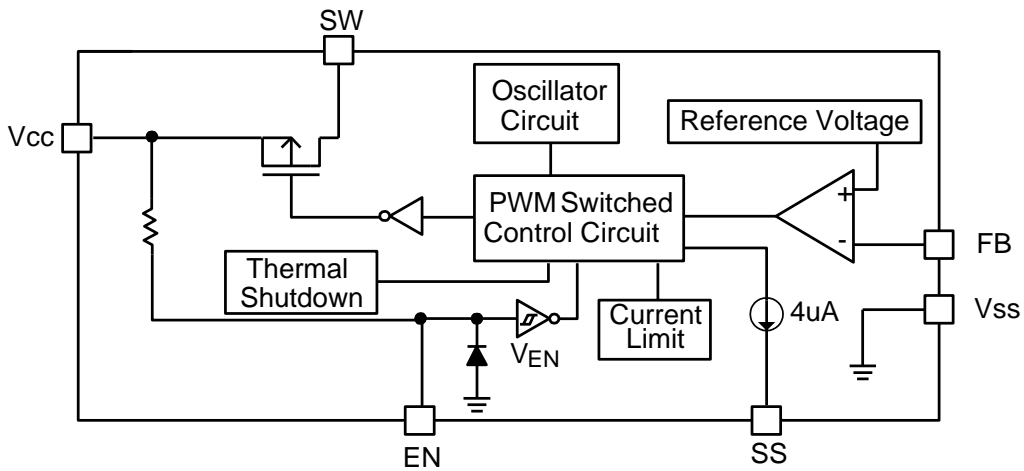 SW
Oscillator
Circuit
Reference Voltage
Vcc
+
PWM Switched
Control Circuit
-
FB
Thermal
Shutdown
Current
Limit
4uA
Vss
VEN
EN
SS